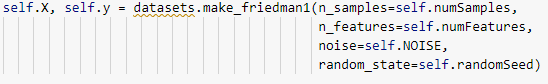 self.X, self.y = datasets.make_friedman1(n_samples=self.numSamples,
n_features=self.numFeatures,
noise=self.NOISE,
random_state=self.randomSeed)